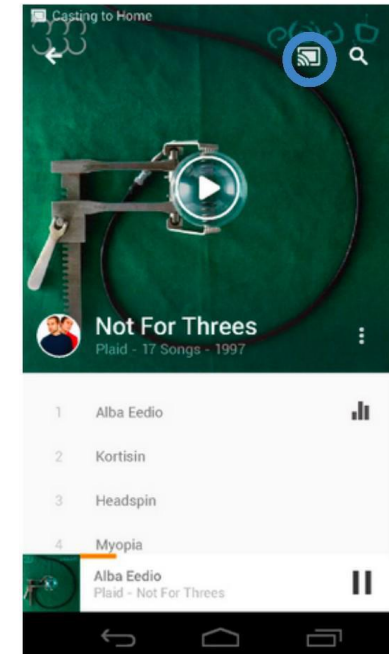 Casting to Home
plaid
Not For Threes
Plaid - 17 Songs - 1997
1 Alba Eedio
2 Kortisin
3 Headspin
4 Myopia
Alba Eedio
Plaid - Not For Threes